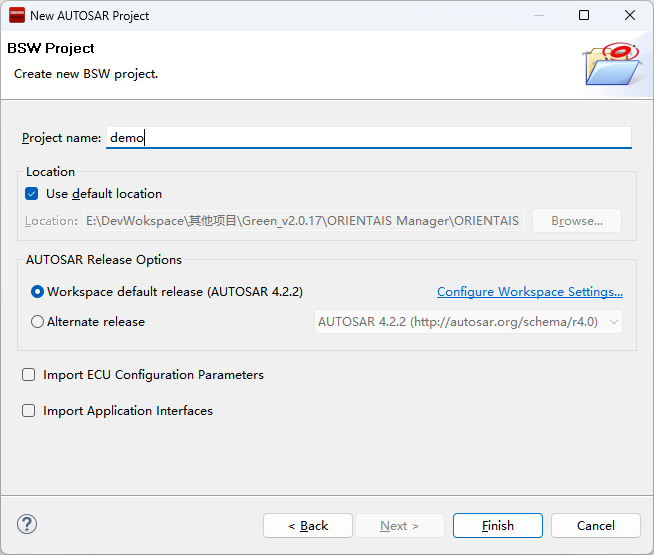 New AUTOSAR Project
BSW Project
Create new BSW project.
Project name: demo
Location
Use default location
Location: E:\DevWokspace\其他项目\Green_v2.0.17\ORIENTAIS Manager\ORIENTAIS Browse...
AUTOSAR Release Options
Workspace default release (AUTOSAR 4.2.2) Configure Workspace Settings...
Alternate release AUTOSAR 4.2.2 (http://autosar.org/schema/r4.0)
Import ECU Configuration Parameters
Import Application Interfaces
? < Back Next > Finish Cancel